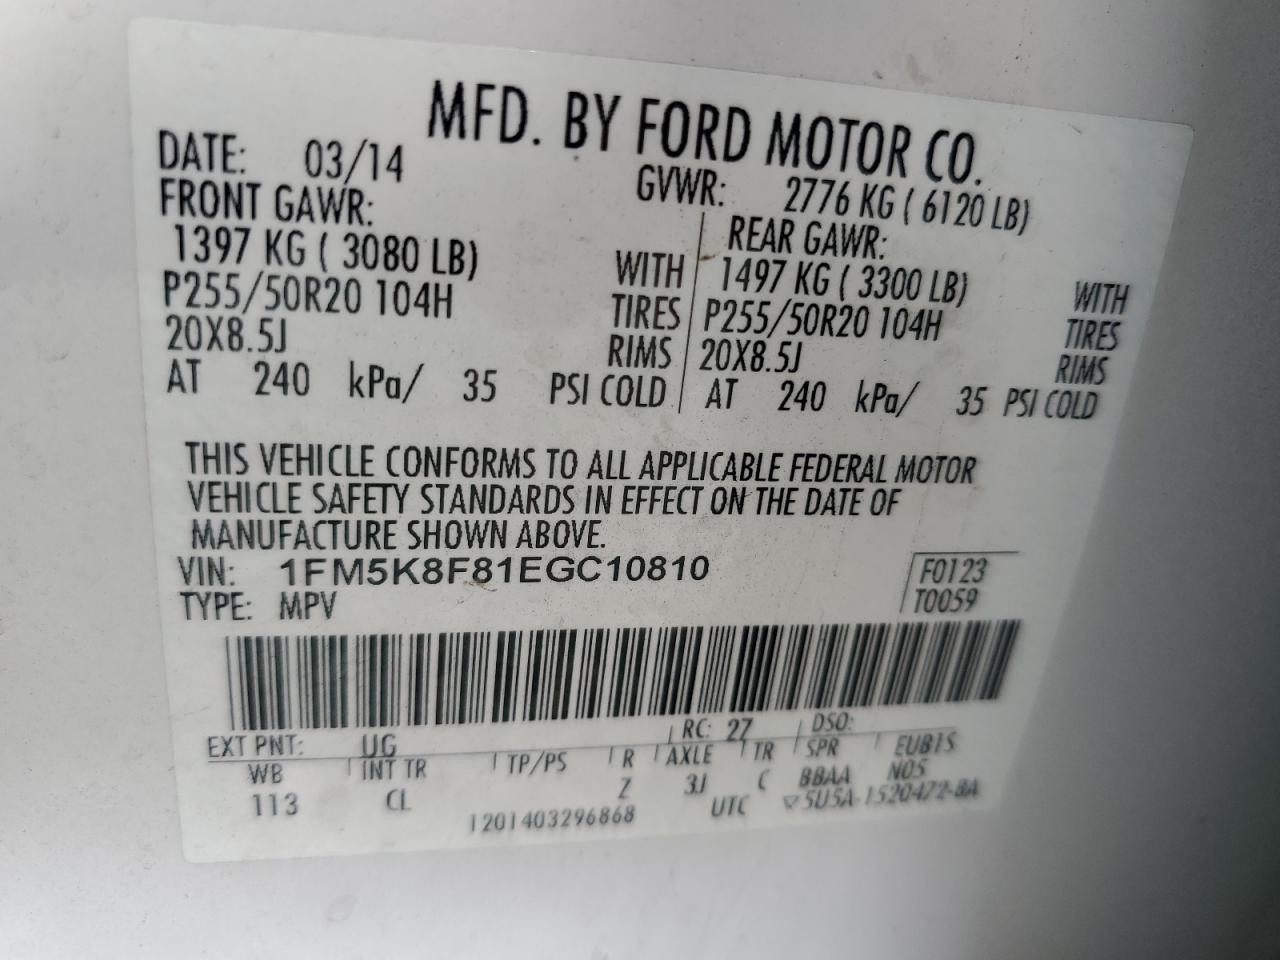 MFD. BY FORD MOTOR CO.
DATE: 03/14 GVWR: 2776 KG ( 6120 LB)
FRONT GAWR: REAR GAWR:
1397 KG ( 3080 LB) WITH 1497 KG ( 3300 LB) WITH
P255/50R20 104H TIRES P255/50R20 104H TIRES
20X8.5J RIMS 20X8.5J RIMS
AT 240 kPa/ 35 PSI COLD AT 240 kPa/ 35 PSI COLD
THIS VEHICLE CONFORMS TO ALL APPLICABLE FEDERAL MOTOR
VEHICLE SAFETY STANDARDS IN EFFECT ON THE DATE OF
MANUFACTURE SHOWN ABOVE.
VIN: 1FM5K8F81EGC10810 F0123
TYPE: MPV T0059
EXT PNT: UG RC: 27 DSO:
WB INT TR TP/PS R AXLE TR SPR EUB1S
113 CL Z 3J C BBAA N05
1201403296868 UTC ▽5U5A-1520472-BA